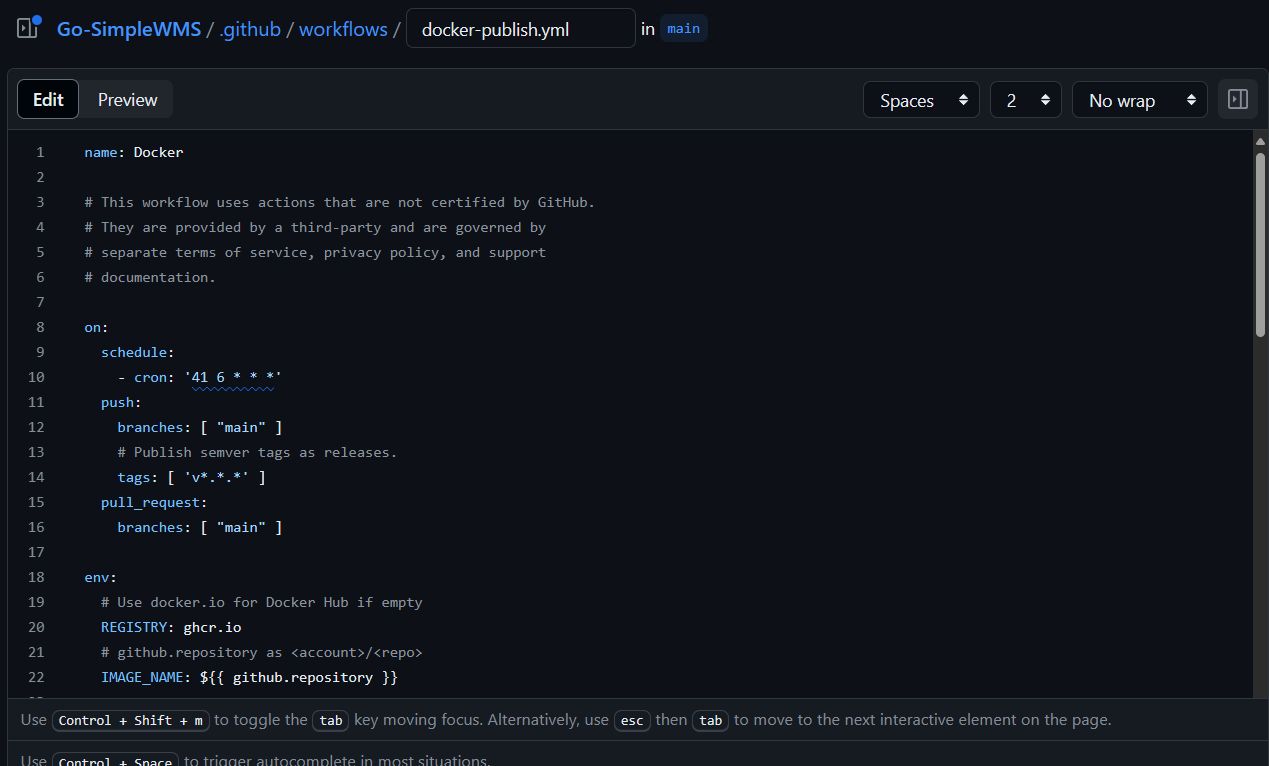 Go-SimpleWMS / .github / workflows / docker-publish.yml in main
Edit Preview Spaces 2 No wrap
1 name: Docker
2
3 # This workflow uses actions that are not certified by GitHub.
4 # They are provided by a third-party and are governed by
5 # separate terms of service, privacy policy, and support
6 # documentation.
7
8 on:
9   schedule:
10     - cron: '41 6 * * *'
11   push:
12     branches: [ "main" ]
13     # Publish semver tags as releases.
14     tags: [ 'v*.*.*' ]
15   pull_request:
16     branches: [ "main" ]
17
18 env:
19   # Use docker.io for Docker Hub if empty
20   REGISTRY: ghcr.io
21   # github.repository as <account>/<repo>
22   IMAGE_NAME: ${{ github.repository }}
Use Control + Shift + m to toggle the tab key moving focus. Alternatively, use esc then tab to move to the next interactive element on the page.
Use Control + Space to trigger autocomplete in most situations.